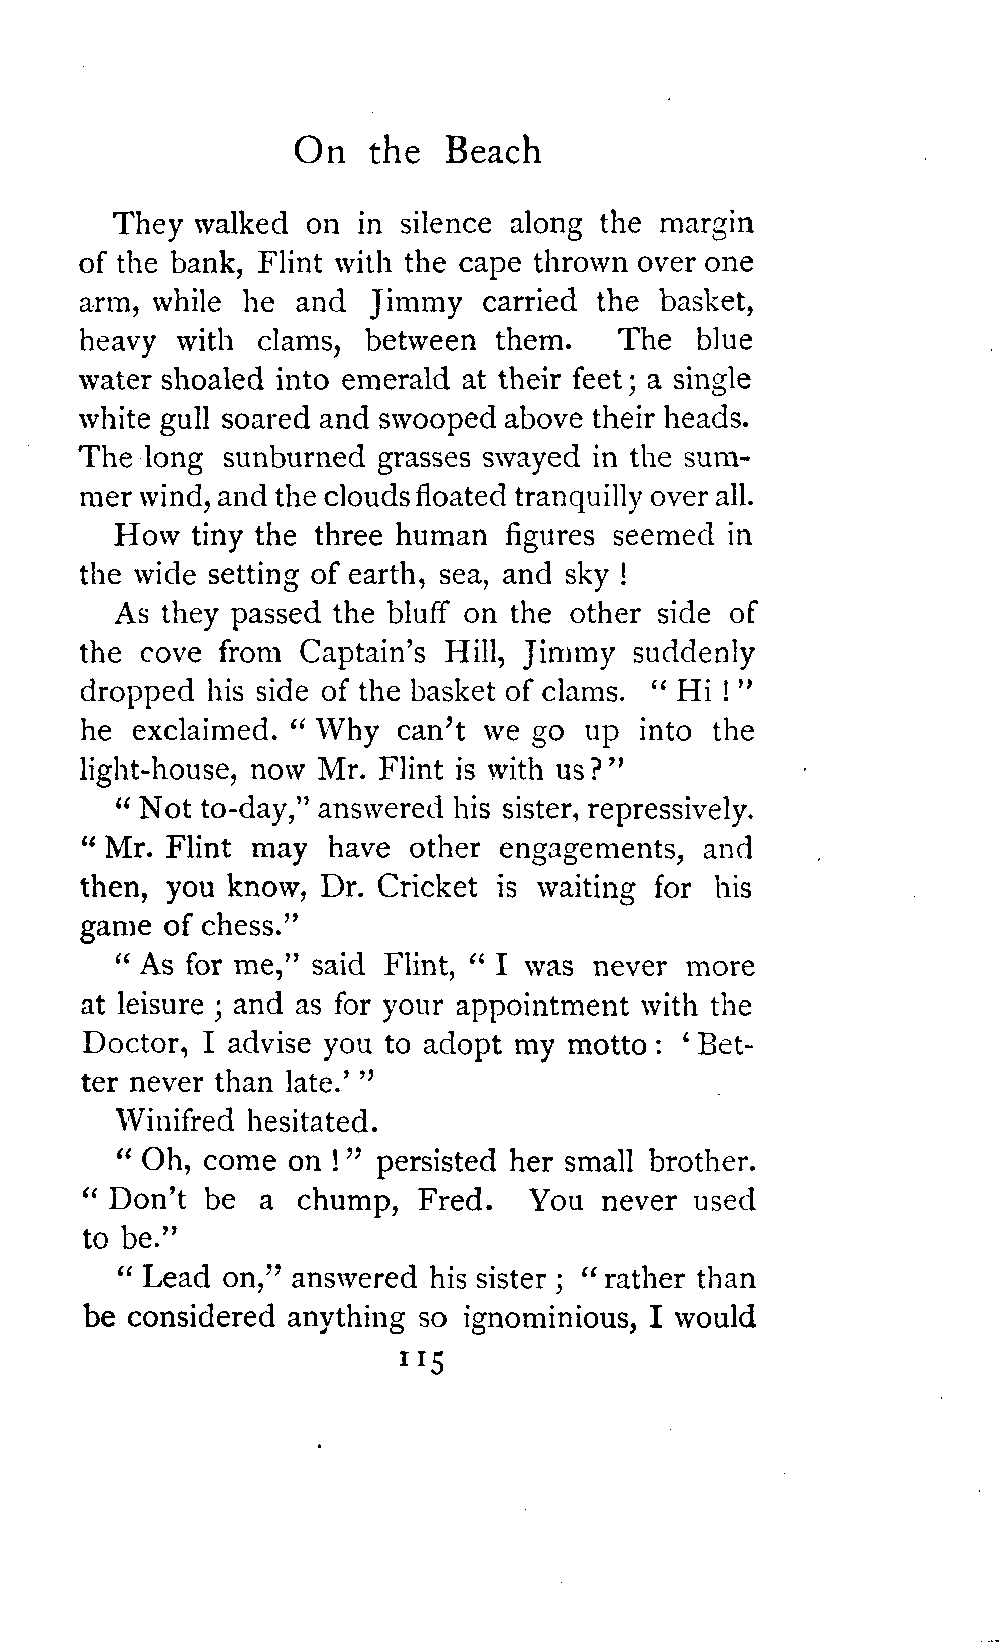 On the Beach
They walked on in silence along the margin
of the bank, Flint with the cape thrown over one
arm, while he and Jimmy carried the basket,
heavy with clams, between them. The blue
water shoaled into emerald at their feet; a single
white gull soared and swooped above their heads.
The long sunburned grasses swayed in the sum-
mer wind, and the clouds floated tranquilly over all.
How tiny the three human figures seemed in
the wide setting of earth, sea, and sky !
As they passed the bluff on the other side of
the cove from Captain's Hill, Jimmy suddenly
dropped his side of the basket of clams. " Hi ! "
he exclaimed. " Why can't we go up into the
light-house, now Mr. Flint is with us?"
" Not to-day," answered his sister, repressively.
" Mr. Flint may have other engagements, and
then, you know, Dr. Cricket is waiting for his
game of chess."
" As for me," said Flint, " I was never more
at leisure ; and as for your appointment with the
Doctor, I advise you to adopt my motto : ' Bet-
ter never than late.' "
Winifred hesitated.
" Oh, come on ! " persisted her small brother.
" Don't be a chump, Fred. You never used
to be."
" Lead on," answered his sister ; " rather than
be considered anything so ignominious, I would
115